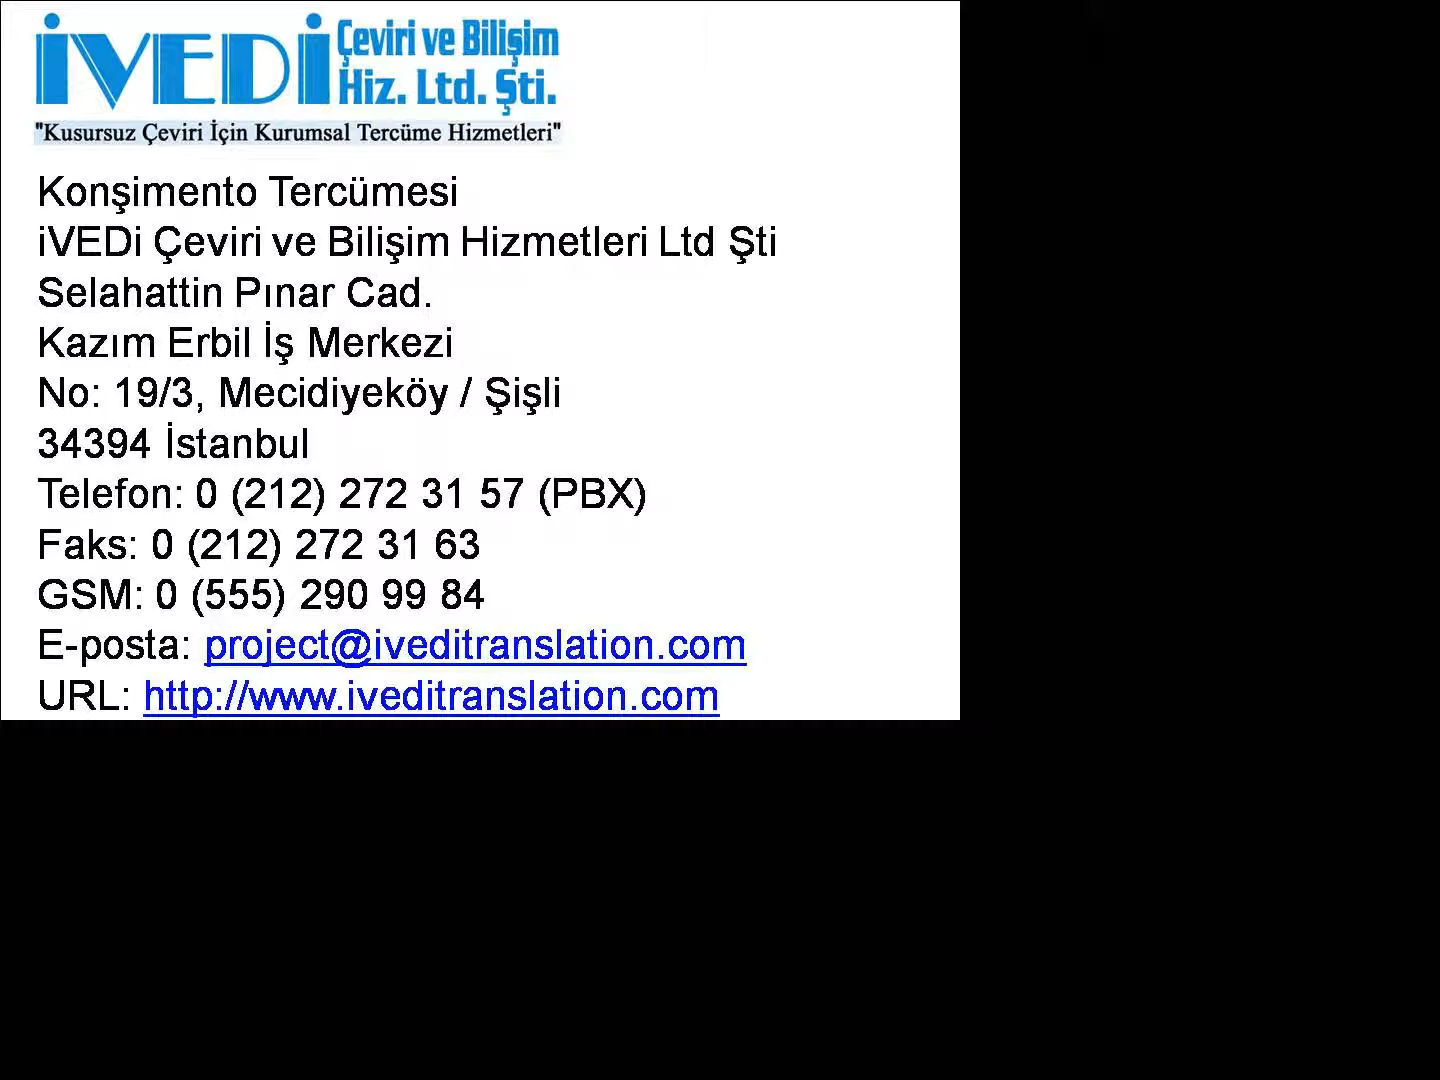 İVEDİ Çeviri ve Bilişim
Hiz. Ltd. Şti.
"Kusursuz Çeviri İçin Kurumsal Tercüme Hizmetleri"
Konşimento Tercümesi
iVEDi Çeviri ve Bilişim Hizmetleri Ltd Şti
Selahattin Pınar Cad.
Kazım Erbil İş Merkezi
No: 19/3, Mecidiyeköy / Şişli
34394 İstanbul
Telefon: 0 (212) 272 31 57 (PBX)
Faks: 0 (212) 272 31 63
GSM: 0 (555) 290 99 84
E-posta: project@iveditranslation.com
URL: http://www.iveditranslation.com